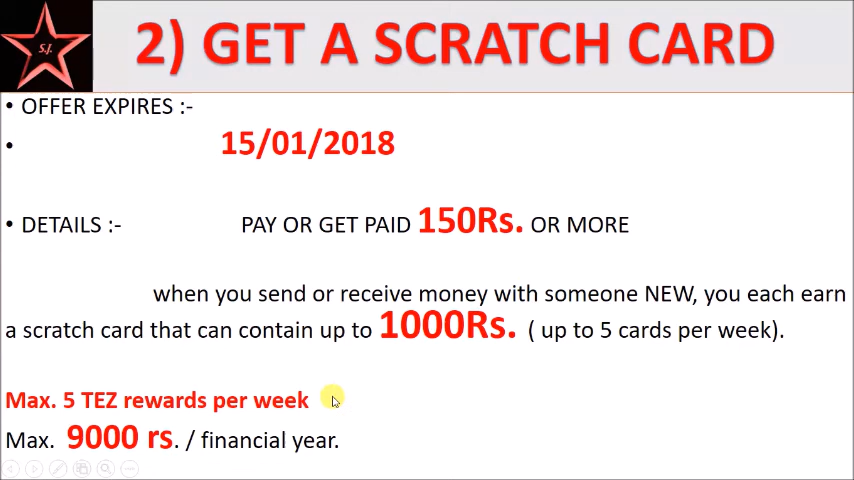 S.J.
2) GET A SCRATCH CARD
• OFFER EXPIRES :-
• 15/01/2018
• DETAILS :- PAY OR GET PAID 150Rs. OR MORE
when you send or receive money with someone NEW, you each earn
a scratch card that can contain up to 1000Rs. ( up to 5 cards per week).
Max. 5 TEZ rewards per week
Max. 9000 rs. / financial year.